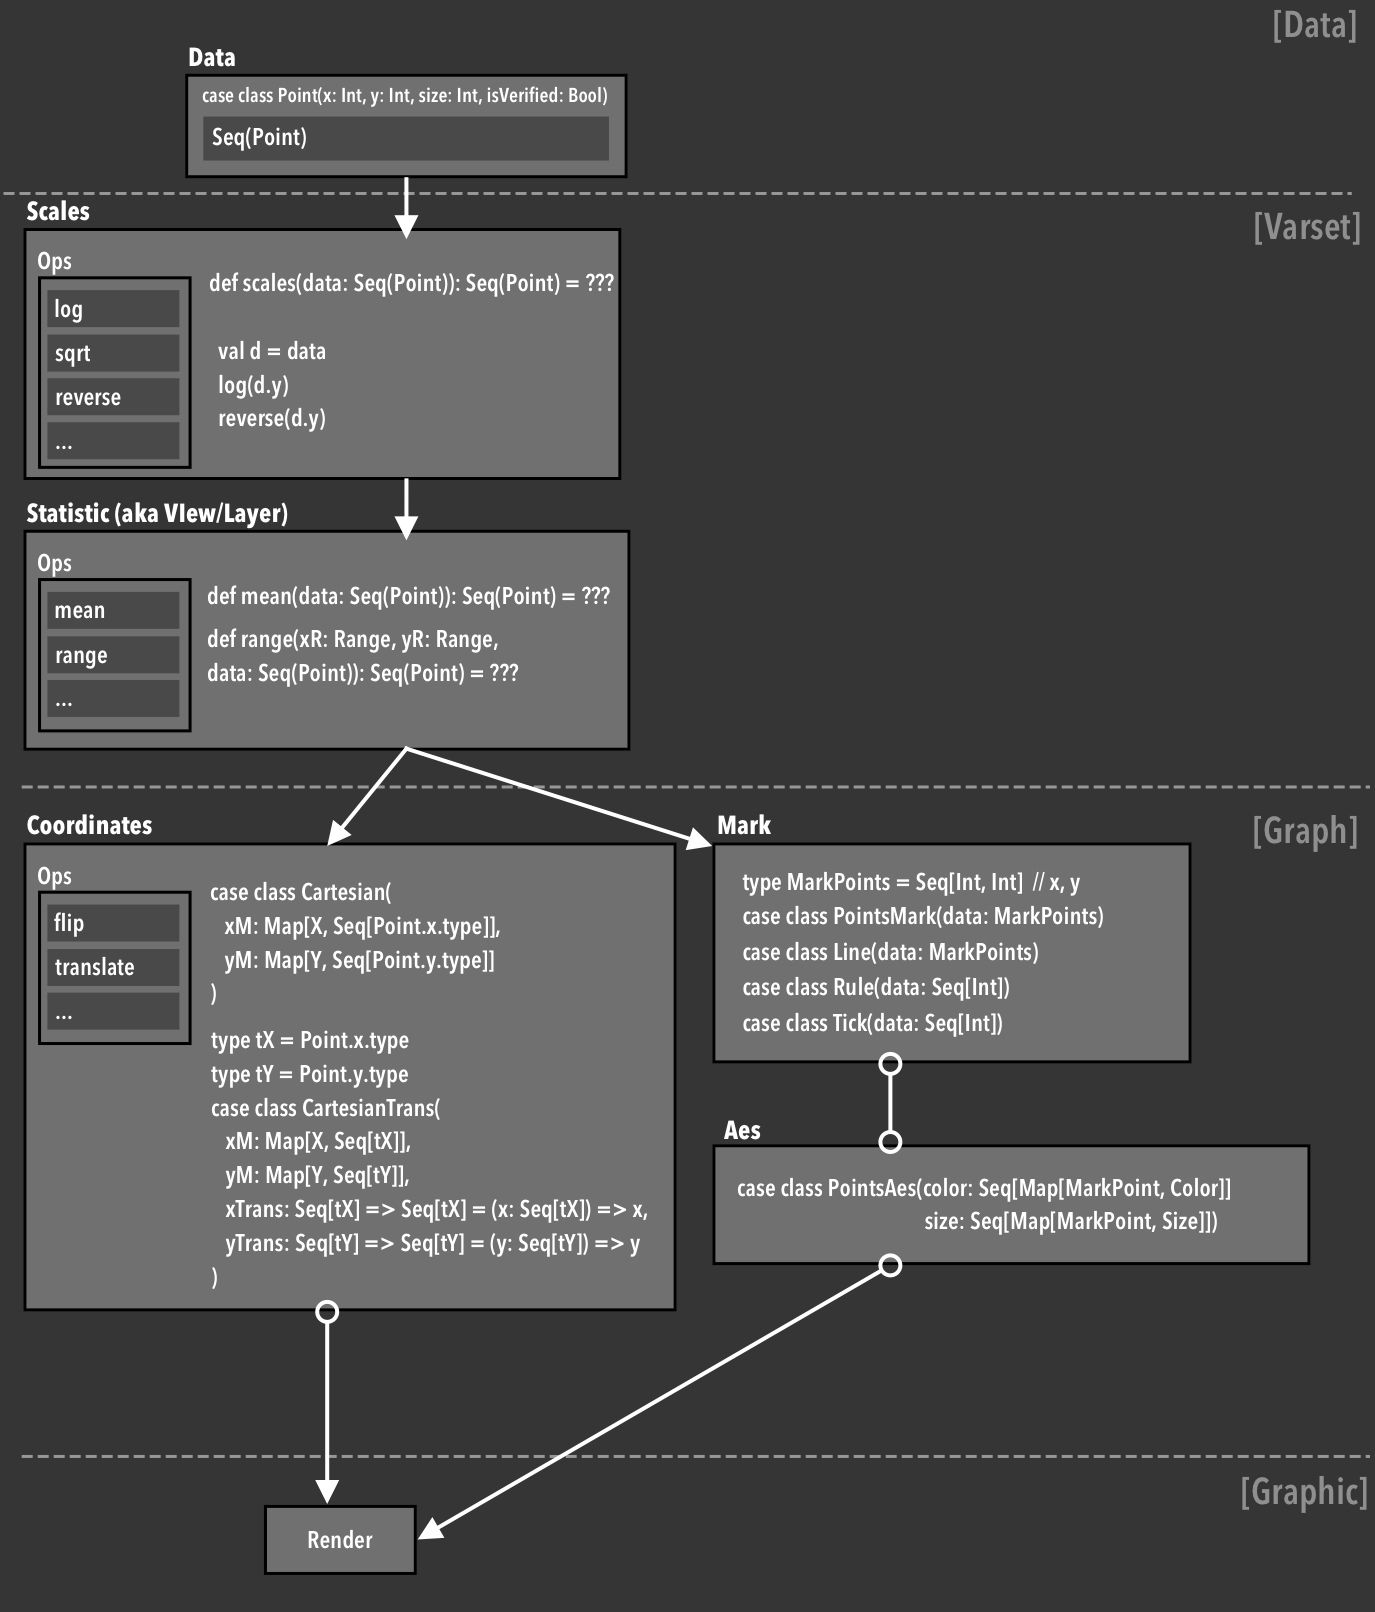 [Data]
Data
case class Point(x: Int, y: Int, size: Int, isVerified: Bool)
Seq(Point)
[Varset]
Scales
Ops
log
sqrt
reverse
...
def scales(data: Seq(Point)): Seq(Point) = ???
val d = data
log(d.y)
reverse(d.y)
Statistic (aka VIew/Layer)
Ops
mean
range
...
def mean(data: Seq(Point)): Seq(Point) = ???
def range(xR: Range, yR: Range,
data: Seq(Point)): Seq(Point) = ???
[Graph]
Coordinates
Ops
flip
translate
...
case class Cartesian(
xM: Map[X, Seq[Point.x.type]],
yM: Map[Y, Seq[Point.y.type]]
)
type tX = Point.x.type
type tY = Point.y.type
case class CartesianTrans(
xM: Map[X, Seq[tX]],
yM: Map[Y, Seq[tY]],
xTrans: Seq[tX] => Seq[tX] = (x: Seq[tX]) => x,
yTrans: Seq[tY] => Seq[tY] = (y: Seq[tY]) => y
)
Mark
type MarkPoints = Seq[Int, Int] // x, y
case class PointsMark(data: MarkPoints)
case class Line(data: MarkPoints)
case class Rule(data: Seq[Int])
case class Tick(data: Seq[Int])
Aes
case class PointsAes(color: Seq[Map[MarkPoint, Color]]
size: Seq[Map[MarkPoint, Size]])
[Graphic]
Render